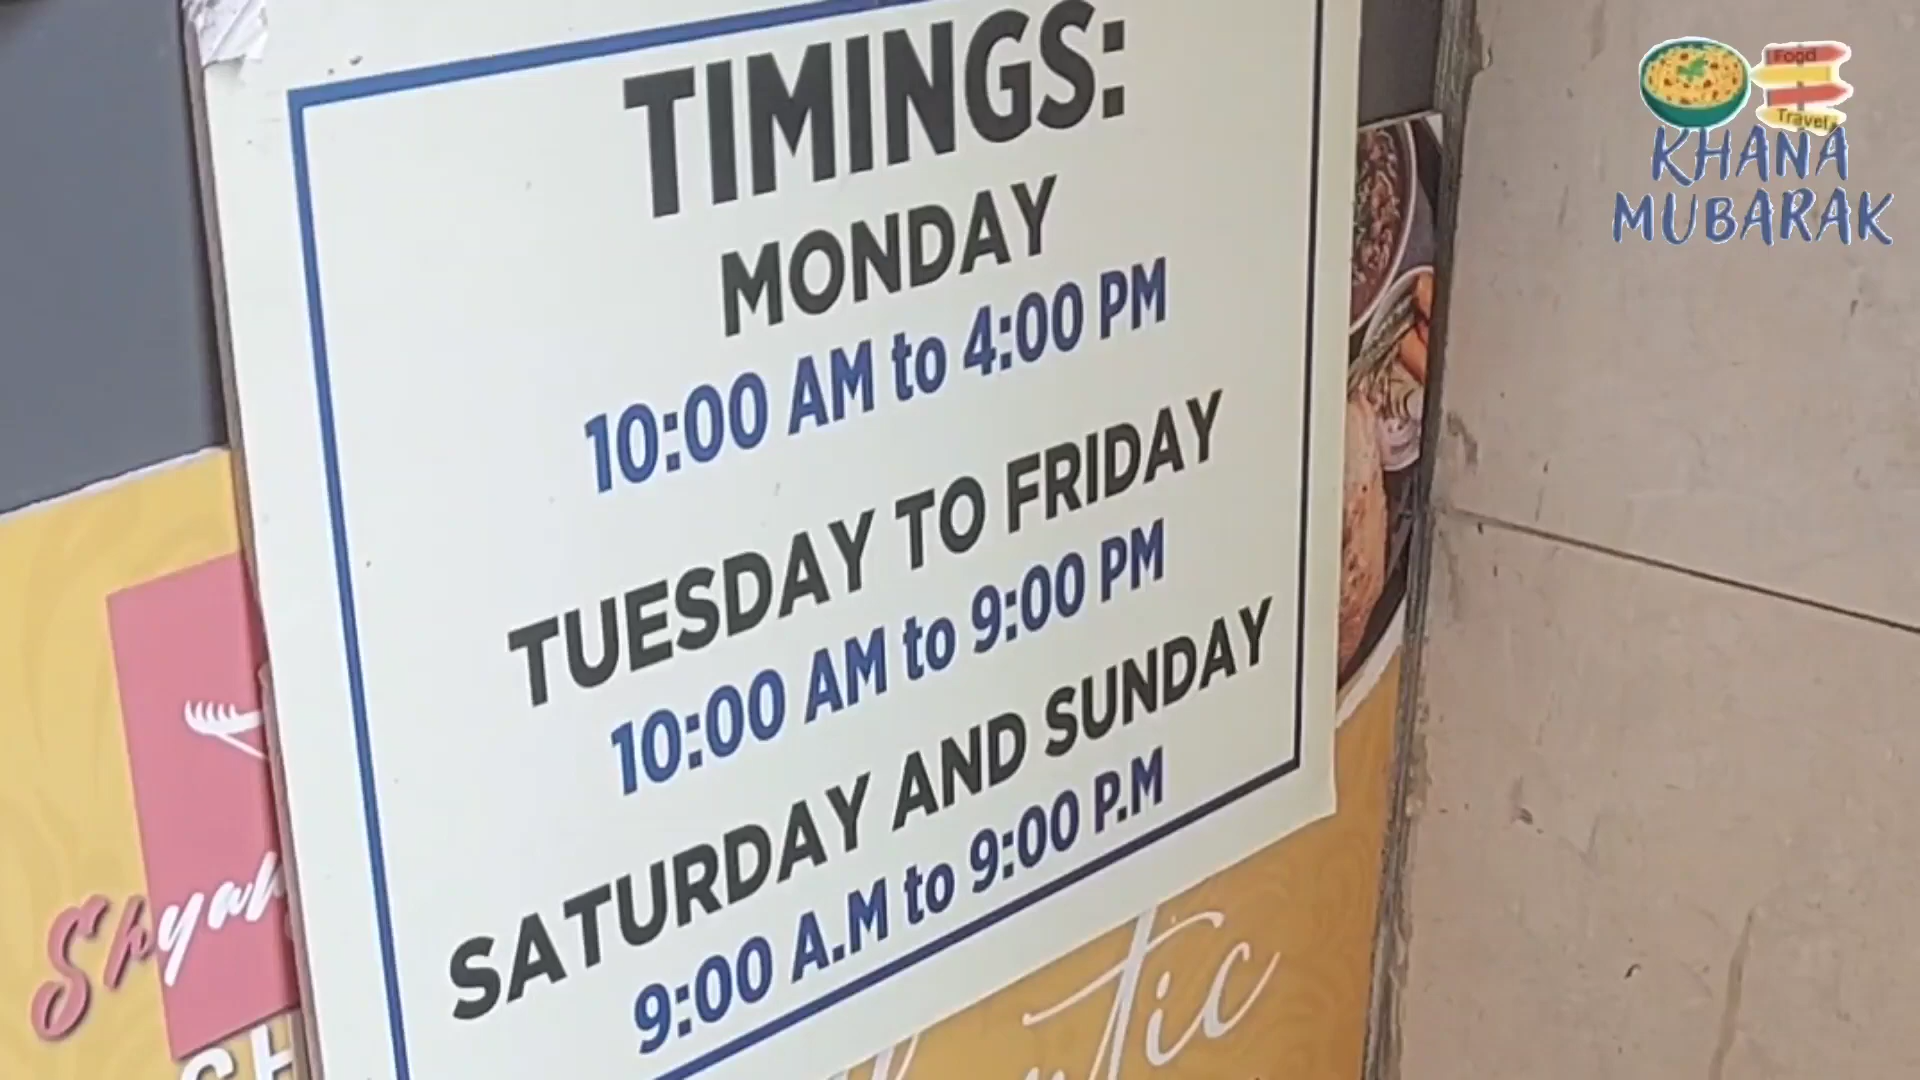 TIMINGS:
MONDAY
10:00 AM to 4:00 PM
TUESDAY TO FRIDAY
10:00 AM to 9:00 PM
SATURDAY AND SUNDAY
9:00 A.M to 9:00 P.M
Food
Travel
KHANA
MUBARAK